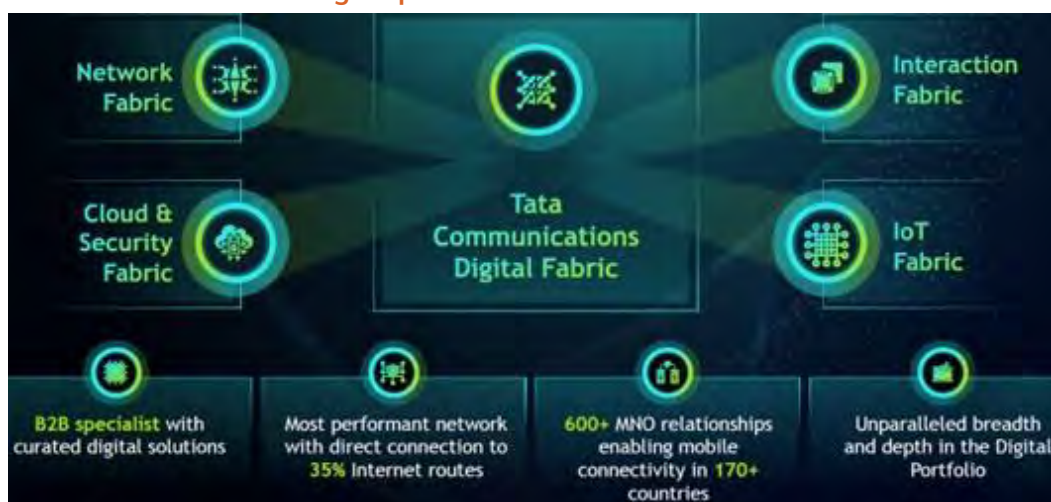 Network
Fabric
Interaction
Fabric
Cloud &
Security
Fabric
Tata
Communications
Digital Fabric
IoT
Fabric
B2B specialist with
curated digital solutions
Most performant network
with direct connection to
35% Internet routes
600+ MNO relationships
enabling mobile
connectivity in 170+
countries
Unparalleled breadth
and depth in the Digital
Portfolio